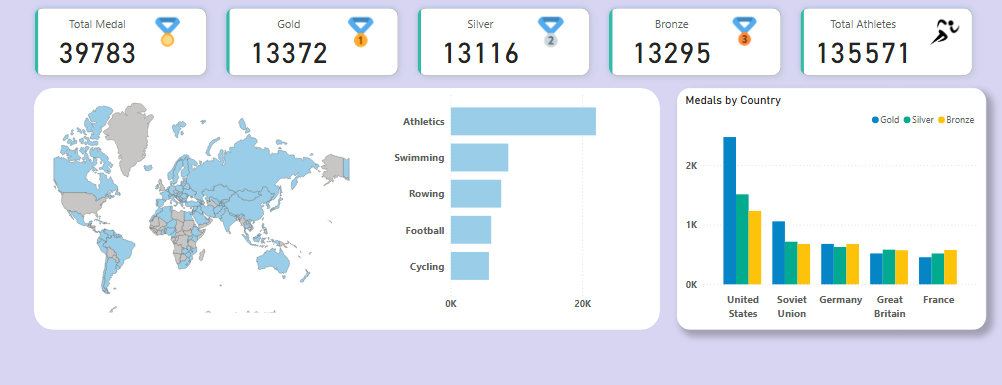 Total Medal
39783
Gold
13372
1
Silver
13116
2
Bronze
13295
3
Total Athletes
135571
Athletics
Swimming
Rowing
Football
Cycling
0K 20K
Medals by Country
Gold Silver Bronze
2K
1K
0K
United States
Soviet Union
Germany
Great Britain
France